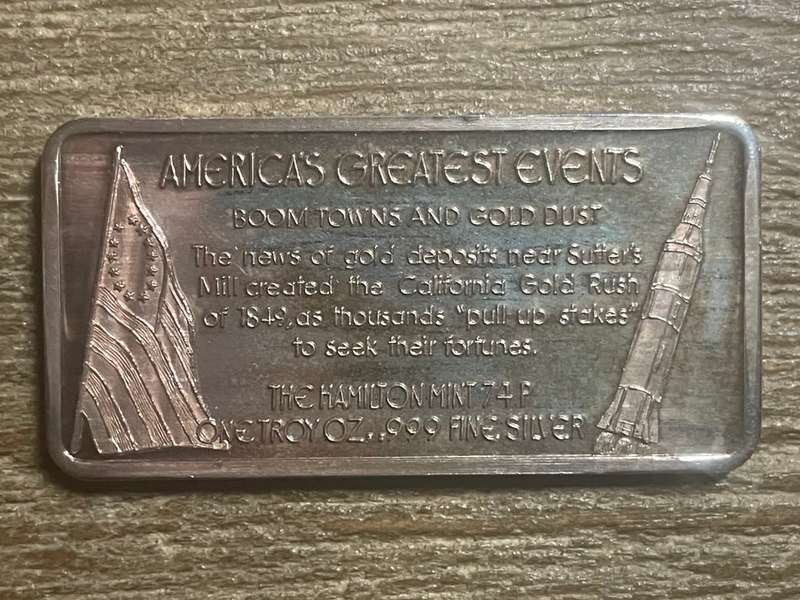 AMERICA'S GREATEST EVENTS
BOOM TOWNS AND GOLD DUST
The news of gold deposits near Sutter's
Mill created the California Gold Rush
of 1849, as thousands "pull up stakes"
to seek their fortunes.
THE HAMILTON MINT 74.P
ONE TROY OZ. .999 FINE SILVER